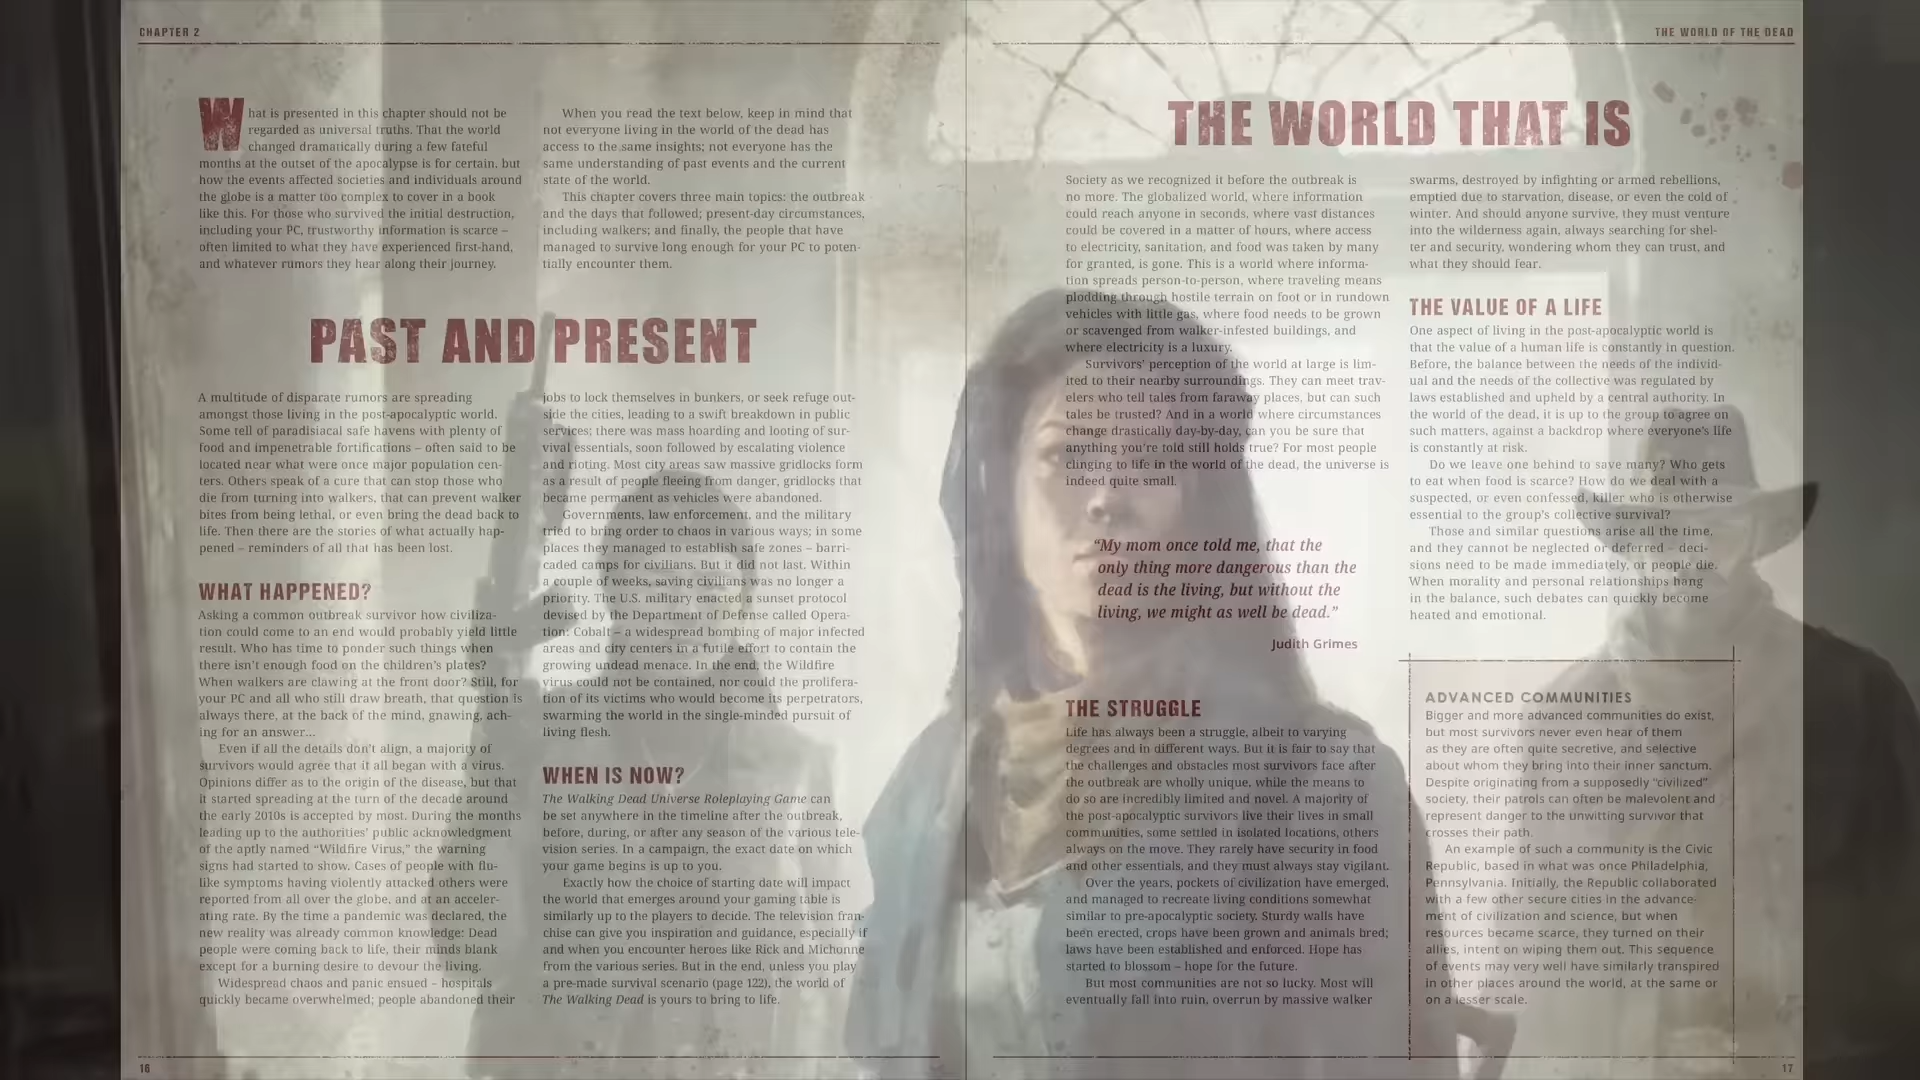 CHAPTER 2
What is presented in this chapter should not be
regarded as universal truths. That the world
changed dramatically during a few fateful
months at the outset of the apocalypse is for certain, but
how the events affected societies and individuals around
the globe is a matter too complex to cover in a book
like this. For those who survived the initial destruction,
including your PC, trustworthy information is scarce –
often limited to what they have experienced first-hand,
and whatever rumors they hear along their journey.
When you read the text below, keep in mind that
not everyone living in the world of the dead has
access to the same insights; not everyone has the
same understanding of past events and the current
state of the world.
This chapter covers three main topics: the outbreak
and the days that followed; present-day circumstances,
including walkers; and finally, the people that have
managed to survive long enough for your PC to poten-
tially encounter them.
PAST AND PRESENT
A multitude of disparate rumors are spreading
amongst those living in the post-apocalyptic world.
Some tell of paradisiacal safe havens with plenty of
food and impenetrable fortifications – often said to be
located near what were once major population cen-
ters. Others speak of a cure that can stop those who
die from turning into walkers, that can prevent walker
bites from being lethal, or even bring the dead back to
life. Then there are the stories of what actually hap-
pened – reminders of all that has been lost.
WHAT HAPPENED?
Asking a common outbreak survivor how civiliza-
tion could come to an end would probably yield little
result. Who has time to ponder such things when
there isn't enough food on the children's plates?
When walkers are clawing at the front door? Still, for
your PC and all who still draw breath, that question is
always there, at the back of the mind, gnawing, ach-
ing for an answer...
Even if all the details don't align, a majority of
survivors would agree that it all began with a virus.
Opinions differ as to the origin of the disease, but that
it started spreading at the turn of the decade around
the early 2010s is accepted by most. During the months
leading up to the authorities' public acknowledgment
of the aptly named “Wildfire Virus,” the warning
signs had started to show. Cases of people with flu-
like symptoms having violently attacked others were
reported from all over the globe, and at an acceler-
ating rate. By the time a pandemic was declared, the
new reality was already common knowledge: Dead
people were coming back to life, their minds blank
except for a burning desire to devour the living.
Widespread chaos and panic ensued – hospitals
quickly became overwhelmed; people abandoned their
jobs to lock themselves in bunkers, or seek refuge out-
side the cities, leading to a swift breakdown in public
services; there was mass hoarding and looting of sur-
vival essentials, soon followed by escalating violence
and rioting. Most city areas saw massive gridlocks form
as a result of people fleeing from danger, gridlocks that
became permanent as vehicles were abandoned.
Governments, law enforcement, and the military
tried to bring order to chaos in various ways; in some
places they managed to establish safe zones – barri-
caded camps for civilians. But it did not last. Within
a couple of weeks, saving civilians was no longer a
priority. The U.S. military enacted a sunset protocol
devised by the Department of Defense called Opera-
tion: Cobalt – a widespread bombing of major infected
areas and city centers in a futile effort to contain the
growing undead menace. In the end, the Wildfire
virus could not be contained, nor could the prolifera-
tion of its victims who would become its perpetrators,
swarming the world in the single-minded pursuit of
living flesh.
WHEN IS NOW?
The Walking Dead Universe Roleplaying Game can
be set anywhere in the timeline after the outbreak,
before, during, or after any season of the various tele-
vision series. In a campaign, the exact date on which
your game begins is up to you.
Exactly how the choice of starting date will impact
the world that emerges around your gaming table is
similarly up to the players to decide. The television fran-
chise can give you inspiration and guidance, especially if
and when you encounter heroes like Rick and Michonne
from the various series. But in the end, unless you play
a pre-made survival scenario (page 122), the world of
The Walking Dead is yours to bring to life.
16
THE WORLD OF THE DEAD
THE WORLD THAT IS
Society as we recognized it before the outbreak is
no more. The globalized world, where information
could reach anyone in seconds, where vast distances
could be covered in a matter of hours, where access
to electricity, sanitation, and food was taken by many
for granted, is gone. This is a world where informa-
tion spreads person-to-person, where traveling means
plodding through hostile terrain on foot or in rundown
vehicles with little gas, where food needs to be grown
or scavenged from walker-infested buildings, and
where electricity is a luxury.
Survivors' perception of the world at large is lim-
ited to their nearby surroundings. They can meet trav-
elers who tell tales from faraway places, but can such
tales be trusted? And in a world where circumstances
change drastically day-by-day, can you be sure that
anything you're told still holds true? For most people
clinging to life in the world of the dead, the universe is
indeed quite small.
“My mom once told me, that the
only thing more dangerous than the
dead is the living, but without the
living, we might as well be dead.”
Judith Grimes
THE STRUGGLE
Life has always been a struggle, albeit to varying
degrees and in different ways. But it is fair to say that
the challenges and obstacles most survivors face after
the outbreak are wholly unique, while the means to
do so are incredibly limited and novel. A majority of
the post-apocalyptic survivors live their lives in small
communities, some settled in isolated locations, others
always on the move. They rarely have security in food
and other essentials, and they must always stay vigilant.
Over the years, pockets of civilization have emerged,
and managed to recreate living conditions somewhat
similar to pre-apocalyptic society. Sturdy walls have
been erected, crops have been grown and animals bred;
laws have been established and enforced. Hope has
started to blossom – hope for the future.
But most communities are not so lucky. Most will
eventually fall into ruin, overrun by massive walker
swarms, destroyed by infighting or armed rebellions,
emptied due to starvation, disease, or even the cold of
winter. And should anyone survive, they must venture
into the wilderness again, always searching for shel-
ter and security, wondering whom they can trust, and
what they should fear.
THE VALUE OF A LIFE
One aspect of living in the post-apocalyptic world is
that the value of a human life is constantly in question.
Before, the balance between the needs of the individ-
ual and the needs of the collective was regulated by
laws established and upheld by a central authority. In
the world of the dead, it is up to the group to agree on
such matters, against a backdrop where everyone's life
is constantly at risk.
Do we leave one behind to save many? Who gets
to eat when food is scarce? How do we deal with a
suspected, or even confessed, killer who is otherwise
essential to the group's collective survival?
Those and similar questions arise all the time,
and they cannot be neglected or deferred – deci-
sions need to be made immediately, or people die.
When morality and personal relationships hang
in the balance, such debates can quickly become
heated and emotional.
ADVANCED COMMUNITIES
Bigger and more advanced communities do exist,
but most survivors never even hear of them
as they are often quite secretive, and selective
about whom they bring into their inner sanctum.
Despite originating from a supposedly “civilized”
society, their patrols can often be malevolent and
represent danger to the unwitting survivor that
crosses their path.
An example of such a community is the Civic
Republic, based in what was once Philadelphia,
Pennsylvania. Initially, the Republic collaborated
with a few other secure cities in the advance-
ment of civilization and science, but when
resources became scarce, they turned on their
allies, intent on wiping them out. This sequence
of events may very well have similarly transpired
in other places around the world, at the same or
on a lesser scale.
17